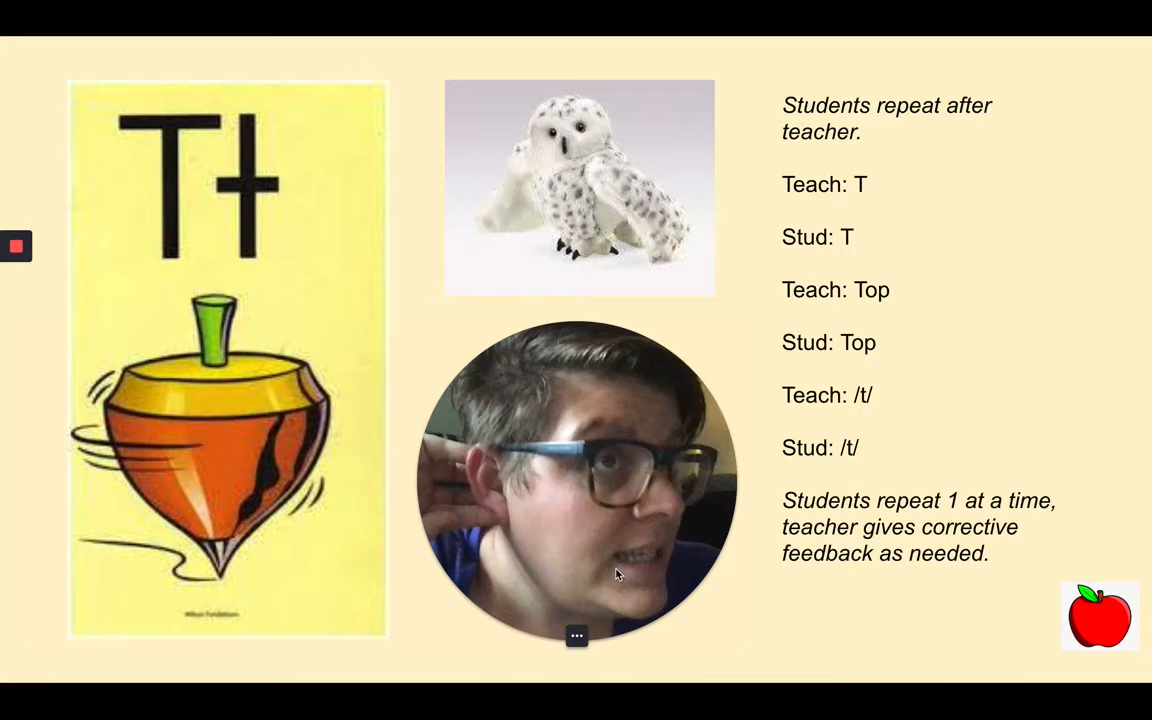 Tt
Students repeat after
teacher.
Teach: T
Stud: T
Teach: Top
Stud: Top
Teach: /t/
Stud: /t/
Students repeat 1 at a time,
teacher gives corrective
feedback as needed.